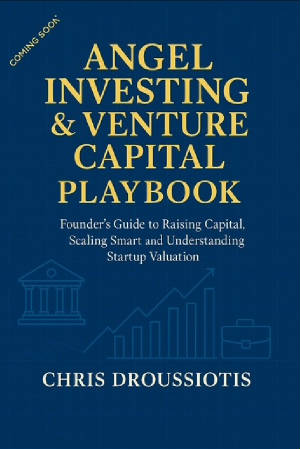 COMING SOON
ANGEL
INVESTING
& VENTURE
CAPITAL
PLAYBOOK
Founder's Guide to Raising Capital,
Scaling Smart and Understanding
Startup Valuation
CHRIS DROUSSIOTIS